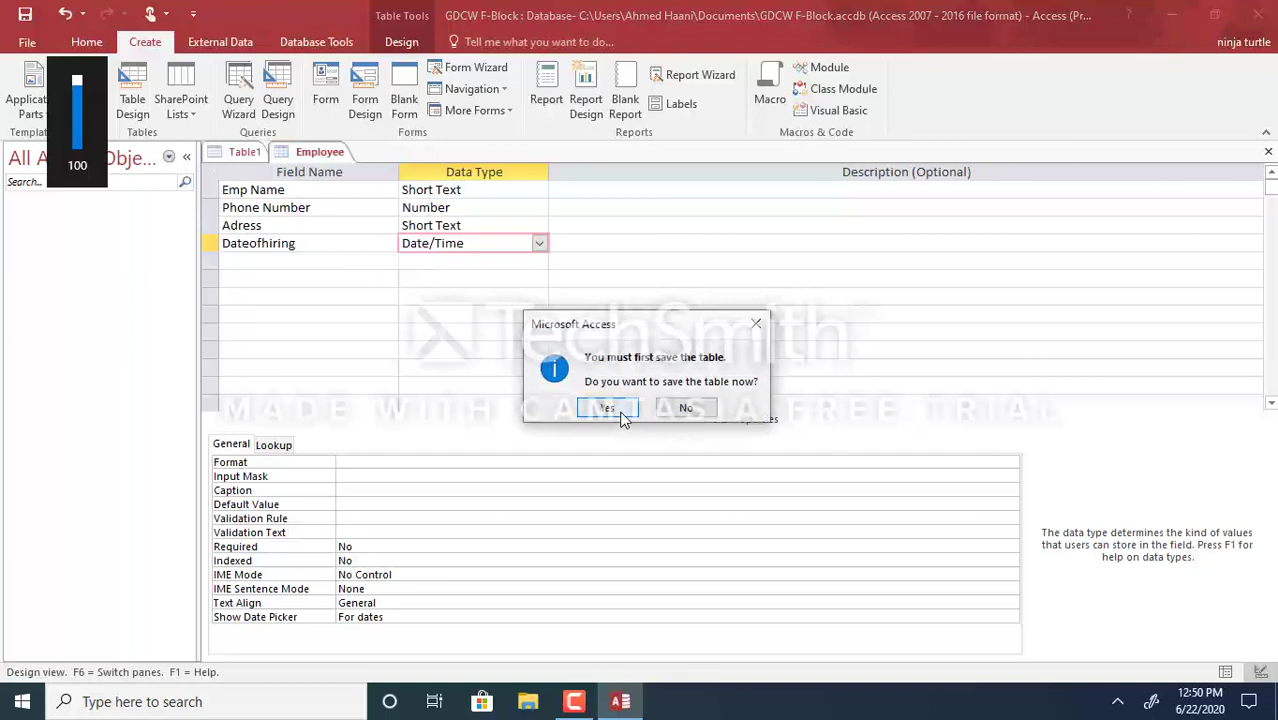 Table Tools
GDCW F-Block : Database- C:\Users\Ahmed Haani\Documents\GDCW F-Block.accdb (Access 2007 - 2016 file format) - Access (Pr...
File Home Create External Data Database Tools Design Tell me what you want to do... ninja turtle
Applica
Parts
Table Design
SharePoint Lists
Query Wizard
Query Design
Form
Form Design
Blank Form
Form Wizard
Navigation
More Forms
Report
Report Design
Blank Report
Report Wizard
Labels
Macro
Module
Class Module
Visual Basic
Templat Tables Queries Forms Reports Macros & Code
100
All A Obje...
Search...
Table1 Employee
Field Name Data Type Description (Optional)
Emp Name Short Text
Phone Number Number
Adress Short Text
Dateofhiring Date/Time
Microsoft Access
You must first save the table.
Do you want to save the table now?
Yes No
TechSmith
MADE WITH CAMTASIA FREE TRIAL
General Lookup
Format
Input Mask
Caption
Default Value
Validation Rule
Validation Text
Required No
Indexed No
IME Mode No Control
IME Sentence Mode None
Text Align General
Show Date Picker For dates
The data type determines the kind of values
that users can store in the field. Press F1 for
help on data types.
Design view. F6 = Switch panes. F1 = Help.
Type here to search
12:50 PM
6/22/2020